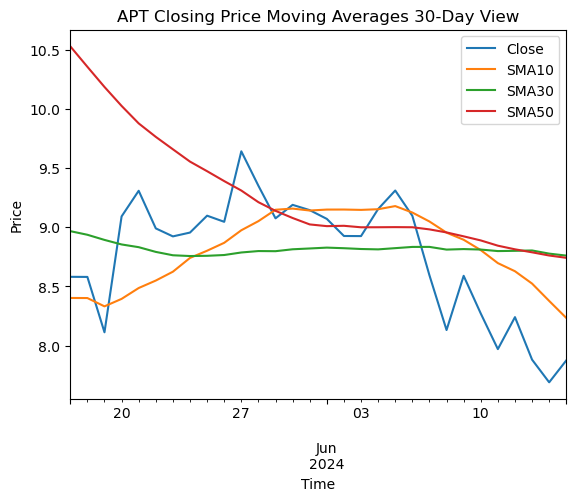 APT Closing Price Moving Averages 30-Day View
Close
SMA10
SMA30
SMA50
Price
10.5
10.0
9.5
9.0
8.5
8.0
20
27
03
10
Jun
2024
Time